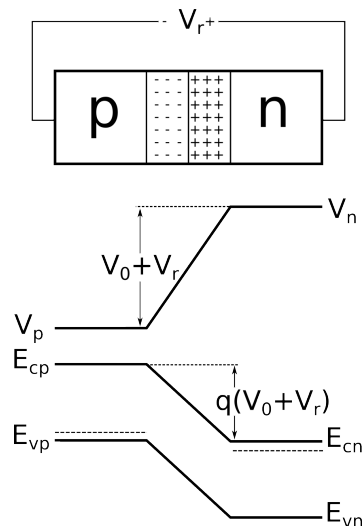 - Vr+
p
- - -
+++
n
- - -
+++
- - -
+++
- - -
+++
- - -
+++
- - -
+++
- - -
+++
Vn
V0+Vr
Vp
Ecp
q(V0+Vr)
Evp
Ecn
Evn